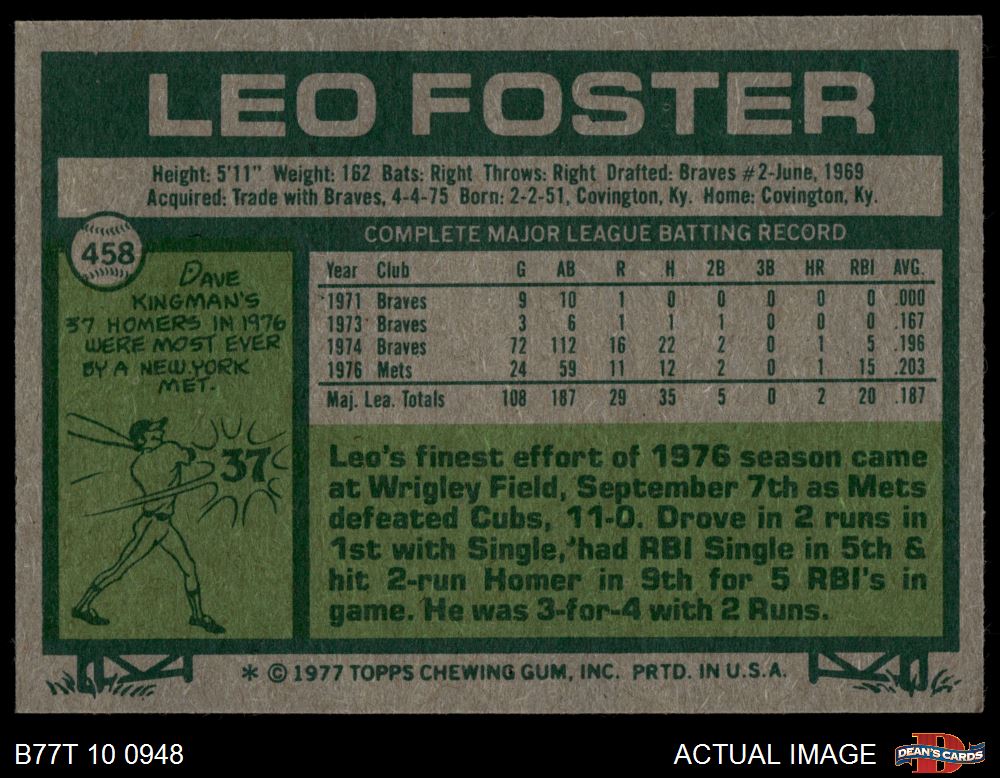 LEO FOSTER
Height: 5'11" Weight: 162 Bats: Right Throws: Right Drafted: Braves #2-June, 1969
Acquired: Trade with Braves, 4-4-75 Born: 2-2-51, Covington, Ky. Home: Covington, Ky.
458
DAVE
KINGMAN'S
37 HOMERS IN 1976
WERE MOST EVER
BY A NEW YORK
MET.
37
COMPLETE MAJOR LEAGUE BATTING RECORD
Year Club G AB R H 2B 3B HR RBI AVG.
1971 Braves 9 10 1 0 0 0 0 0 .000
1973 Braves 3 6 1 1 1 0 0 0 .167
1974 Braves 72 112 16 22 2 0 1 5 .196
1976 Mets 24 59 11 12 2 0 1 15 .203
Maj. Lea. Totals 108 187 29 35 5 0 2 20 .187
Leo's finest effort of 1976 season came
at Wrigley Field, September 7th as Mets
defeated Cubs, 11-0. Drove in 2 runs in
1st with Single, had RBI Single in 5th &
hit 2-run Homer in 9th for 5 RBI's in
game. He was 3-for-4 with 2 Runs.
* © 1977 TOPPS CHEWING GUM, INC. PRTD. IN U.S.A.
B77T 10 0948
ACTUAL IMAGE
DEAN'S CARDS